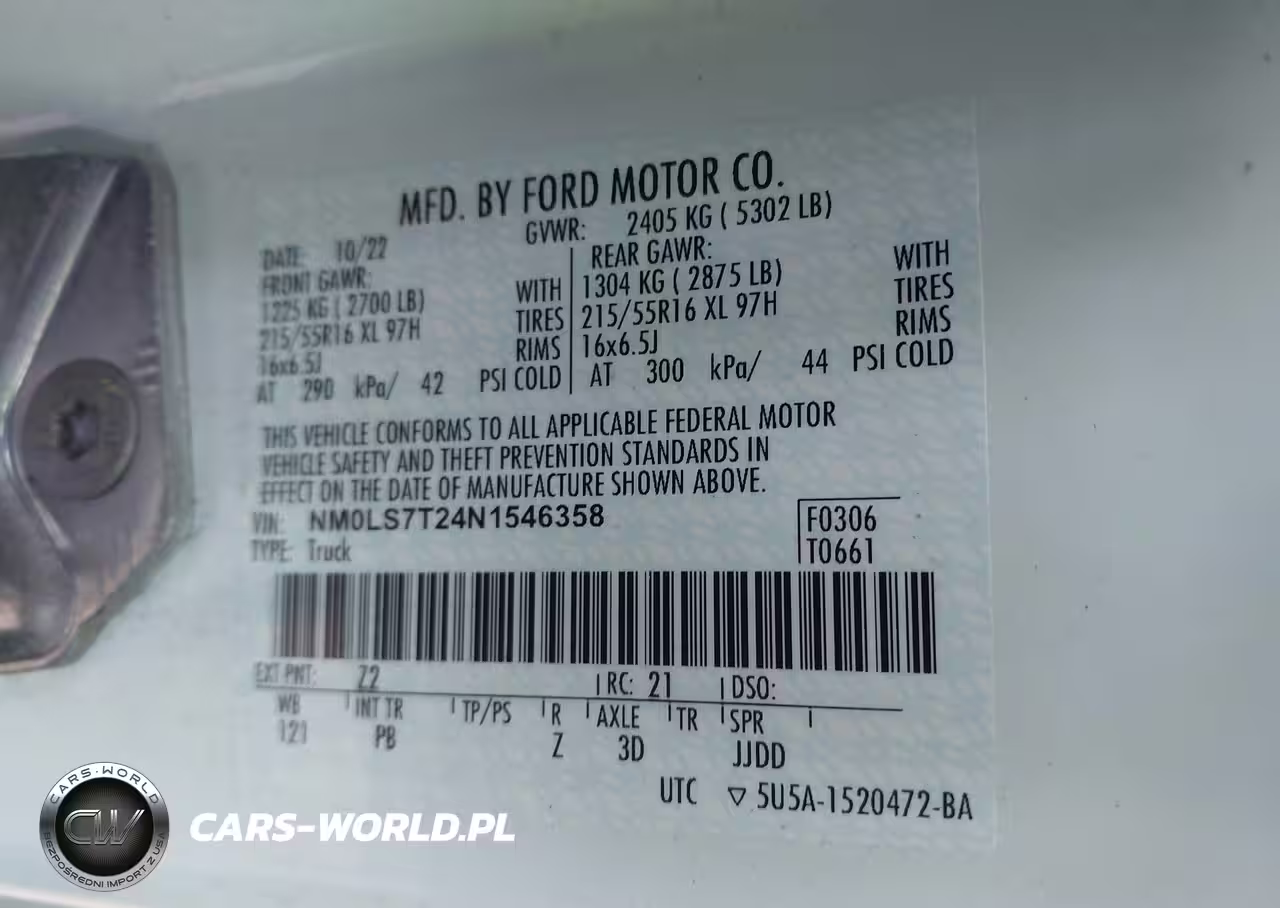 MFD. BY FORD MOTOR CO.
DATE: 10/22 GVWR: 2405 KG ( 5302 LB)
FRONT GAWR: REAR GAWR:
1225 KG ( 2700 LB) WITH 1304 KG ( 2875 LB) WITH
215/55R16 XL 97H TIRES 215/55R16 XL 97H TIRES
16x6.5J RIMS 16x6.5J RIMS
AT 290 kPa/ 42 PSI COLD AT 300 kPa/ 44 PSI COLD
THIS VEHICLE CONFORMS TO ALL APPLICABLE FEDERAL MOTOR
VEHICLE SAFETY AND THEFT PREVENTION STANDARDS IN
EFFECT ON THE DATE OF MANUFACTURE SHOWN ABOVE.
VIN: NM0LS7T24N1546358 F0306
TYPE: Truck T0661
EXT PNT: Z2 RC: 21 DSO:
WB INT TR TP/PS R AXLE TR SPR
121 PB Z 3D JJDD
UTC ▽ 5U5A-1520472-BA
CARS-WORLD
CW
BEZPOŚREDNI IMPORT Z USA
CARS-WORLD.PL